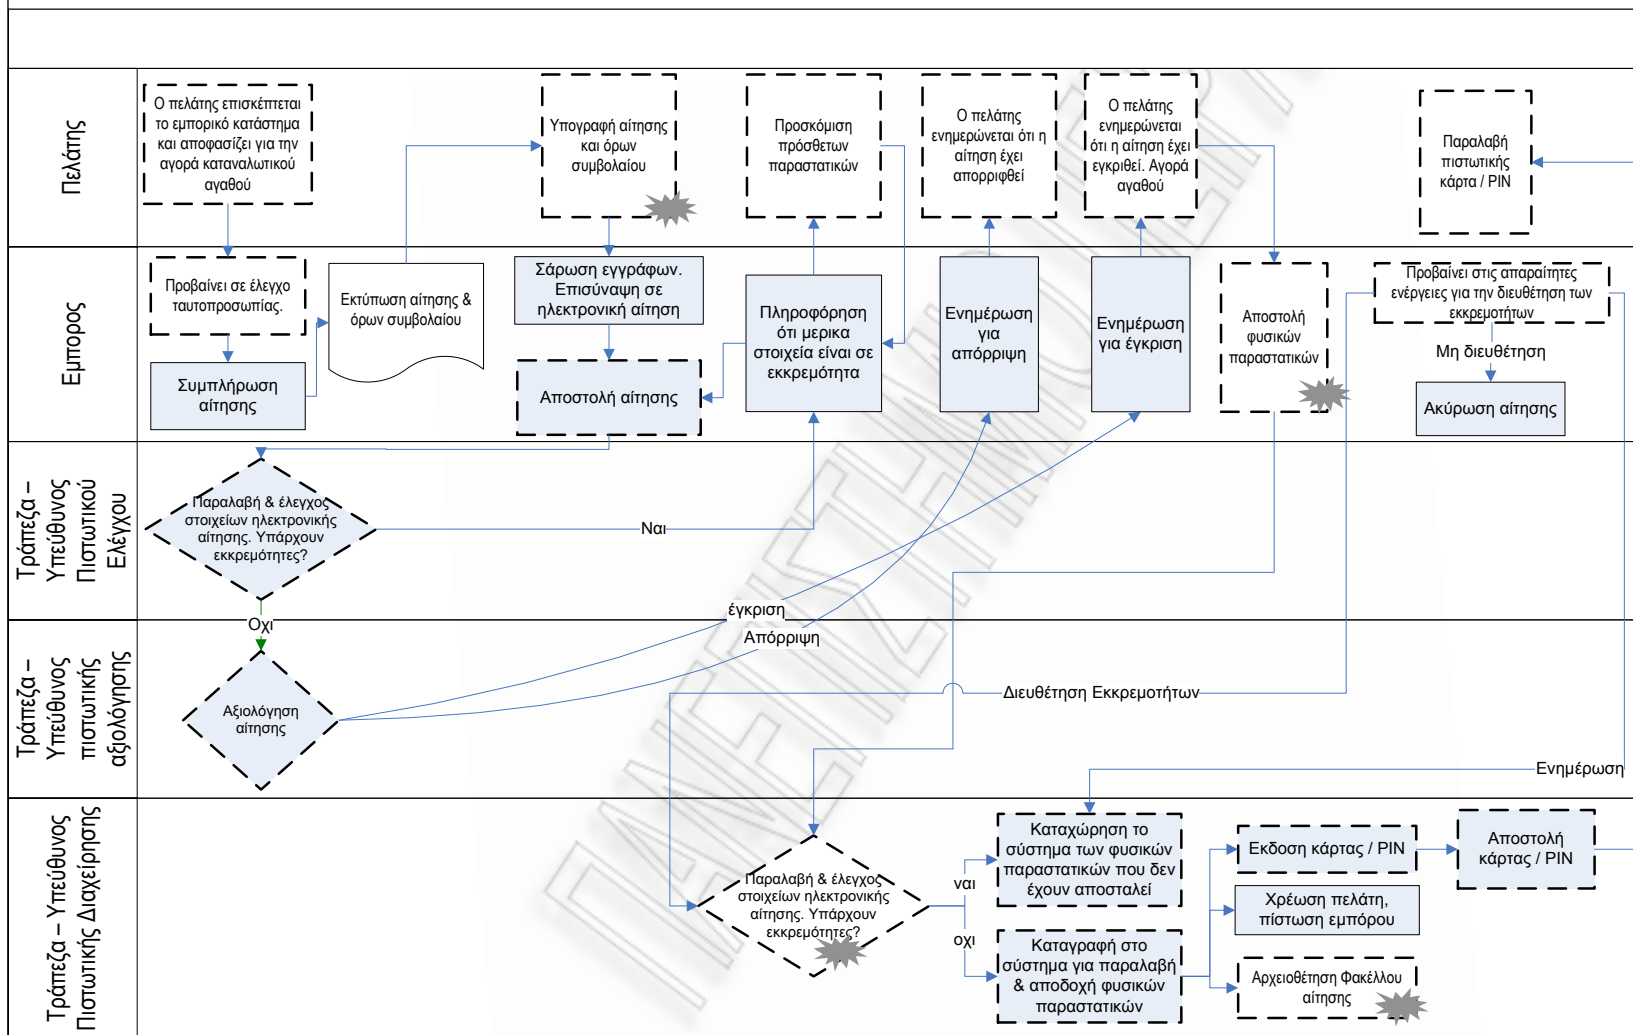 Πελάτης
Ο πελάτης επισκέπτεται
το εμπορικό κατάστημα
και αποφασίζει για την
αγορά καταναλωτικού
αγαθού
Υπογραφή αίτησης
και όρων
συμβολαίου
Προσκόμιση
πρόσθετων
παραστατικών
Ο πελάτης
ενημερώνεται ότι η
αίτηση έχει
απορριφθεί
Ο πελάτης
ενημερώνεται
ότι η αίτηση έχει
εγκριθεί. Αγορά
αγαθού
Παραλαβή
πιστωτικής
κάρτα / PIN
Εμπορος
Προβαίνει σε έλεγχο
ταυτοπροσωπίας.
Συμπλήρωση
αίτησης
Εκτύπωση αίτησης &
όρων συμβολαίου
Σάρωση εγγράφων.
Επισύναψη σε
ηλεκτρονική αίτηση
Αποστολή αίτησης
Πληροφόρηση
ότι μερικα
στοιχεία είναι σε
εκκρεμότητα
Ενημέρωση
για
απόρριψη
Ενημέρωση
για έγκριση
Αποστολή
φυσικών
παραστατικών
Προβαίνει στις απαραίτητες
ενέργειες για την διευθέτηση των
εκκρεμοτήτων
Μη διευθέτηση
Ακύρωση αίτησης
Τράπεζα –
Υπεύθυνος
Πιστωτικού
Ελέγχου
Παραλαβή & έλεγχος
στοιχείων ηλεκτρονικής
αίτησης. Υπάρχουν
εκκρεμότητες?
Ναι
Οχι
Τράπεζα –
Υπεύθυνος
πιστωτικής
αξιολόγησης
Αξιολόγηση
αίτησης
έγκριση
Απόρριψη
Διευθέτηση Εκκρεμοτήτων
Ενημέρωση
Τράπεζα – Υπεύθυνος
Πιστωτικής Διαχείρησης
Παραλαβή & έλεγχος
στοιχείων ηλεκτρονικής
αίτησης. Υπάρχουν
εκκρεμότητες?
ναι
οχι
Καταχώρηση το
σύστημα των φυσικών
παραστατικών που δεν
έχουν αποσταλεί
Καταγραφή στο
σύστημα για παραλαβή
& αποδοχή φυσικών
παραστατικών
Εκδοση κάρτας / PIN
Χρέωση πελάτη,
πίστωση εμπόρου
Αρχειοθέτηση Φακέλλου
αίτησης
Αποστολή
κάρτας / PIN